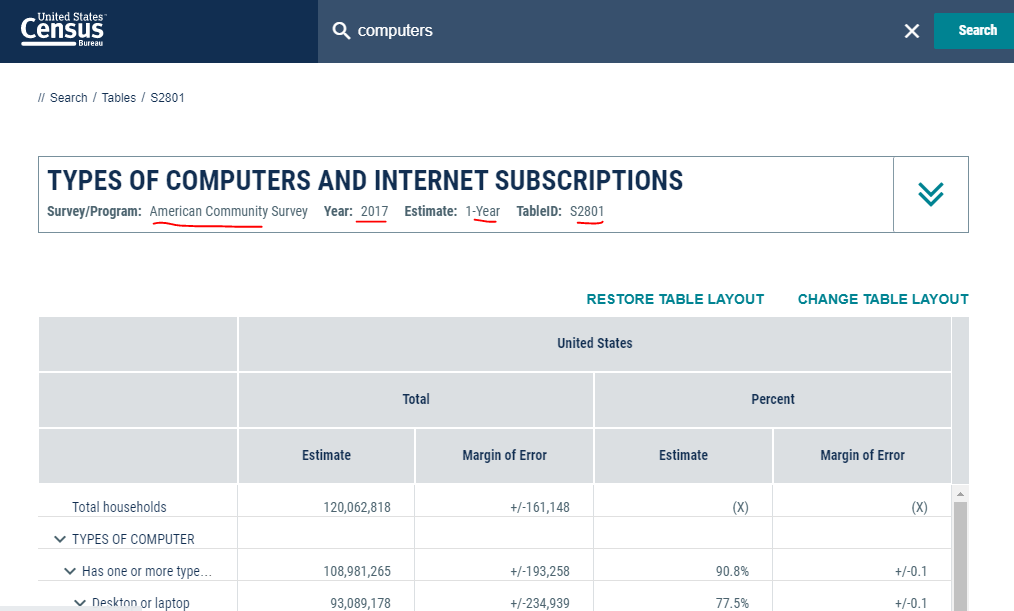 United States™
Census
Bureau
computers
Search
// Search / Tables / S2801
TYPES OF COMPUTERS AND INTERNET SUBSCRIPTIONS
Survey/Program: American Community Survey Year: 2017 Estimate: 1-Year TableID: S2801
RESTORE TABLE LAYOUT CHANGE TABLE LAYOUT
United States
Total Percent
Estimate Margin of Error Estimate Margin of Error
Total households 120,062,818 +/-161,148 (X) (X)
TYPES OF COMPUTER
Has one or more type... 108,981,265 +/-193,258 90.8% +/-0.1
Desktop or laptop 93,089,178 +/-234,939 77.5% +/-0.1